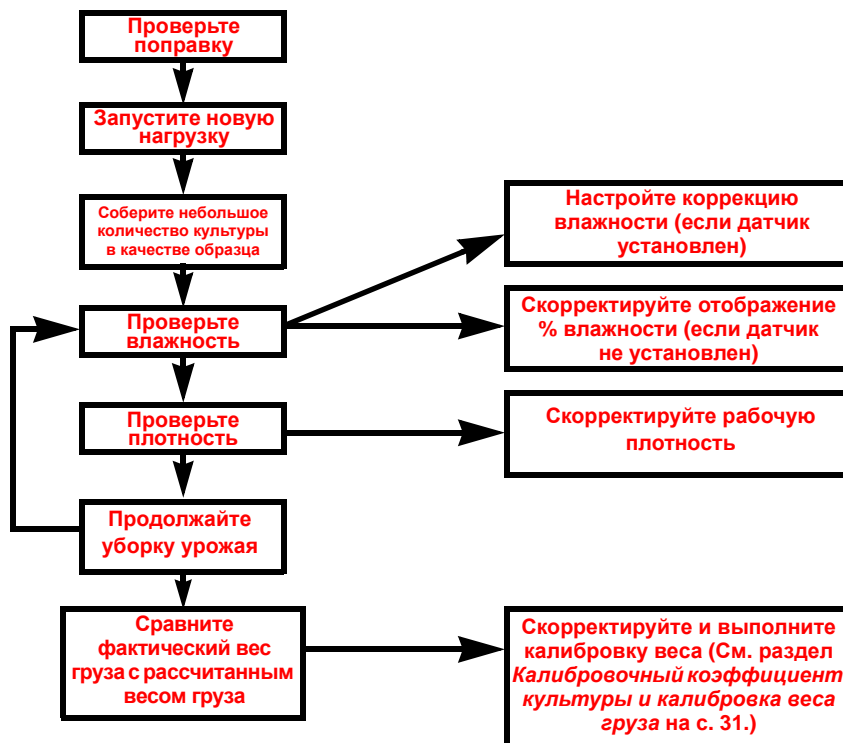 Проверьте
поправку
Запустите новую
нагрузку
Соберите небольшое
количество культуры
в качестве образца
Настройте коррекцию
влажности (если датчик
установлен)
Проверьте
влажность
Скорректируйте отображение
% влажности (если датчик
не установлен)
Проверьте
плотность
Скорректируйте рабочую
плотность
Продолжайте
уборку урожая
Сравните
фактический вес
груза с рассчитанным
весом груза
Скорректируйте и выполните
калибровку веса (См. раздел
Калибровочный коэффициент
культуры и калибровка веса
груза на с. 31.)